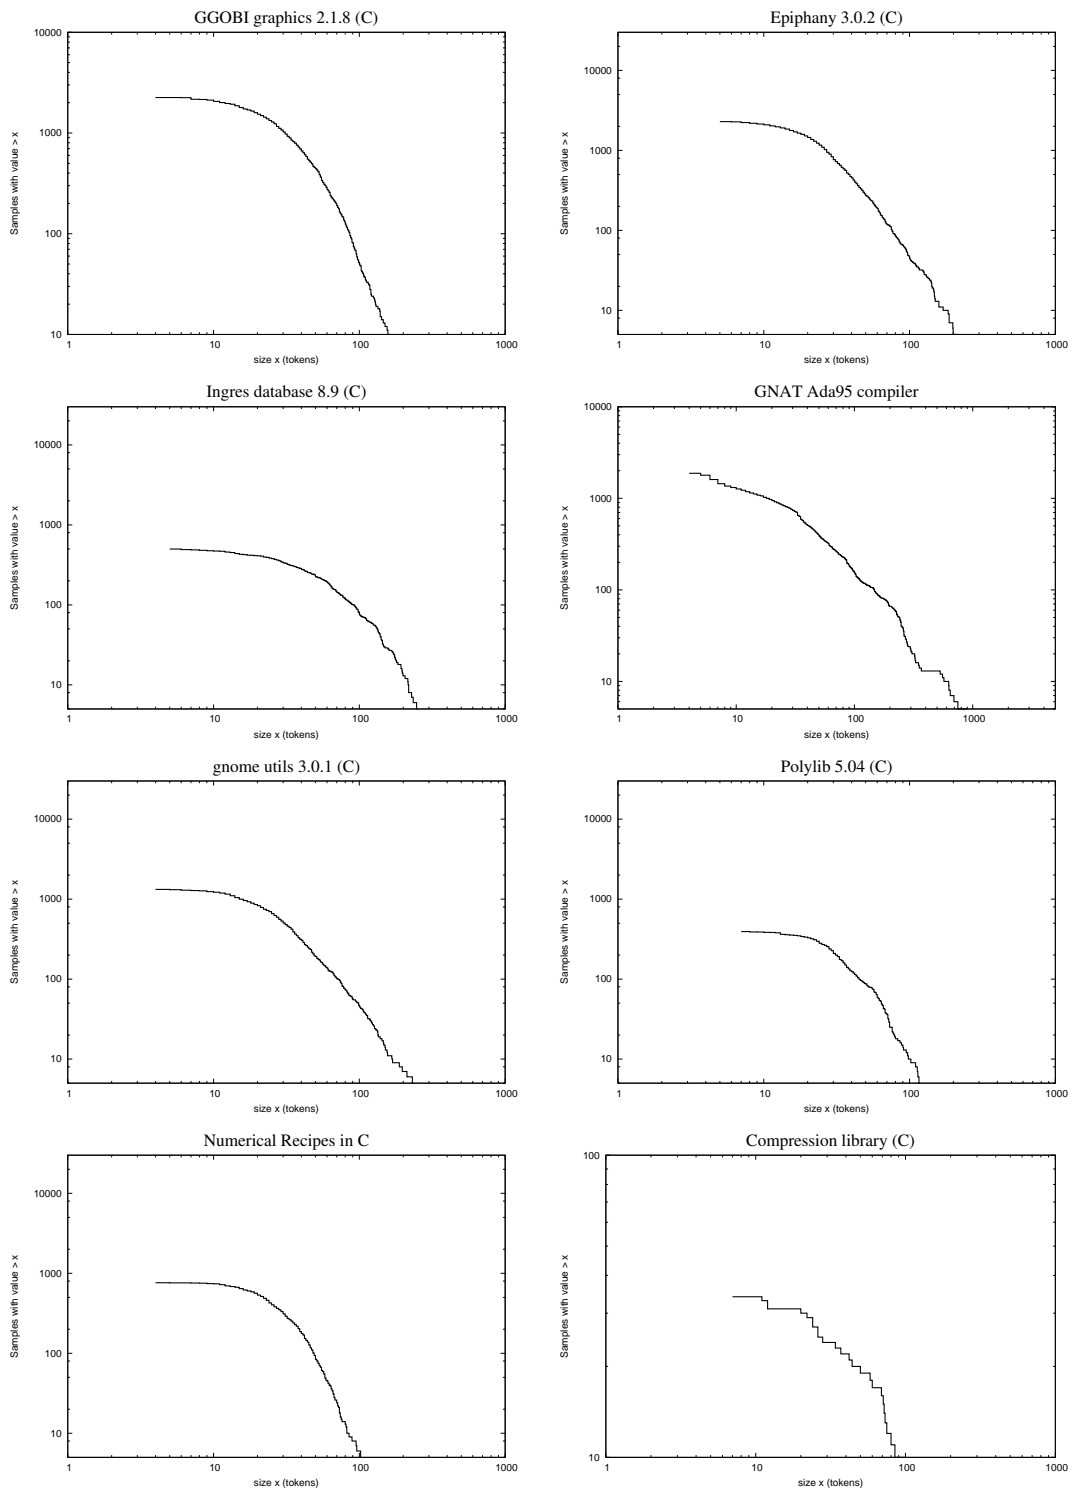 GGOBI graphics 2.1.8 (C)
10000
1000
100
10
Samples with value > x
1 10 100 1000
size x (tokens)
Epiphany 3.0.2 (C)
10000
1000
100
10
Samples with value > x
1 10 100 1000
size x (tokens)
Ingres database 8.9 (C)
10000
1000
100
10
Samples with value > x
1 10 100 1000
size x (tokens)
GNAT Ada95 compiler
10000
1000
100
10
Samples with value > x
1 10 100 1000
size x (tokens)
gnome utils 3.0.1 (C)
10000
1000
100
10
Samples with value > x
1 10 100 1000
size x (tokens)
Polylib 5.04 (C)
10000
1000
100
10
Samples with value > x
1 10 100 1000
size x (tokens)
Numerical Recipes in C
10000
1000
100
10
Samples with value > x
1 10 100 1000
size x (tokens)
Compression library (C)
100
10
Samples with value > x
1 10 100 1000
size x (tokens)